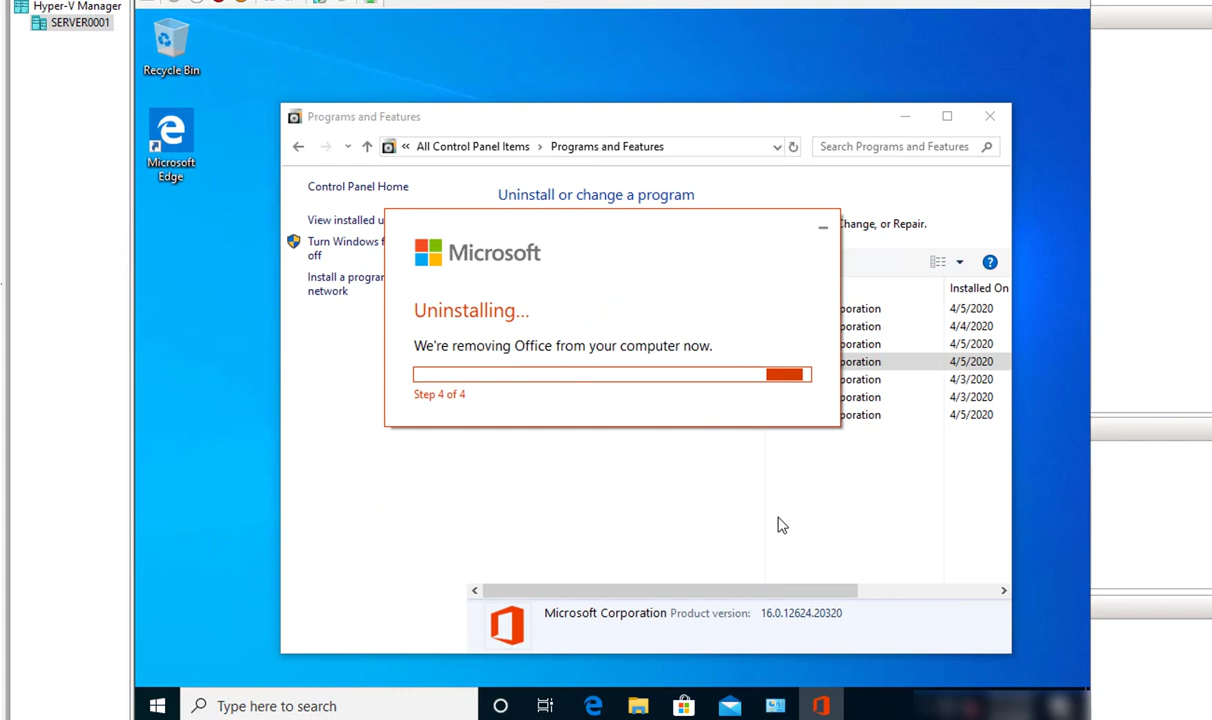 Hyper-V Manager
SERVER0001
Recycle Bin
Microsoft
Edge
Programs and Features
« All Control Panel Items > Programs and Features
Search Programs and Features
Control Panel Home
Uninstall or change a program
View installed u
Turn Windows f
off
Install a program
network
Change, or Repair.
Microsoft
Uninstalling...
We're removing Office from your computer now.
Step 4 of 4
Installed On
poration 4/5/2020
poration 4/4/2020
poration 4/5/2020
poration 4/5/2020
poration 4/3/2020
poration 4/3/2020
poration 4/5/2020
Microsoft Corporation Product version: 16.0.12624.20320
Type here to search